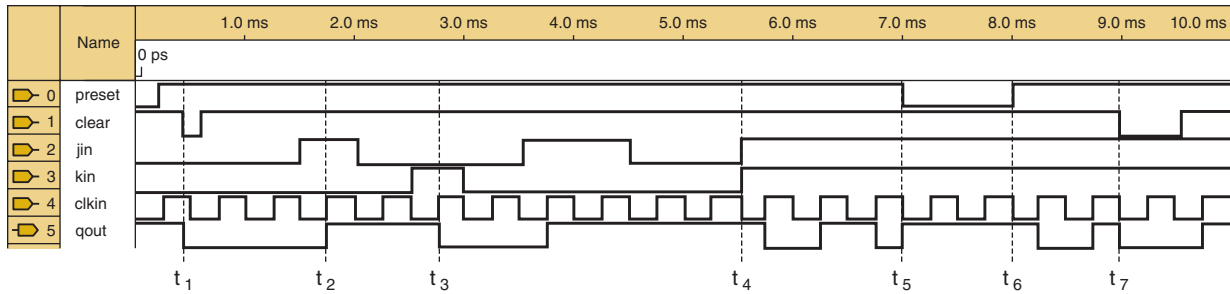 Name
1.0 ms 2.0 ms 3.0 ms 4.0 ms 5.0 ms 6.0 ms 7.0 ms 8.0 ms 9.0 ms 10.0 ms
0 ps
0 preset
1 clear
2 jin
3 kin
4 clkin
5 qout
t1 t2 t3 t4 t5 t6 t7